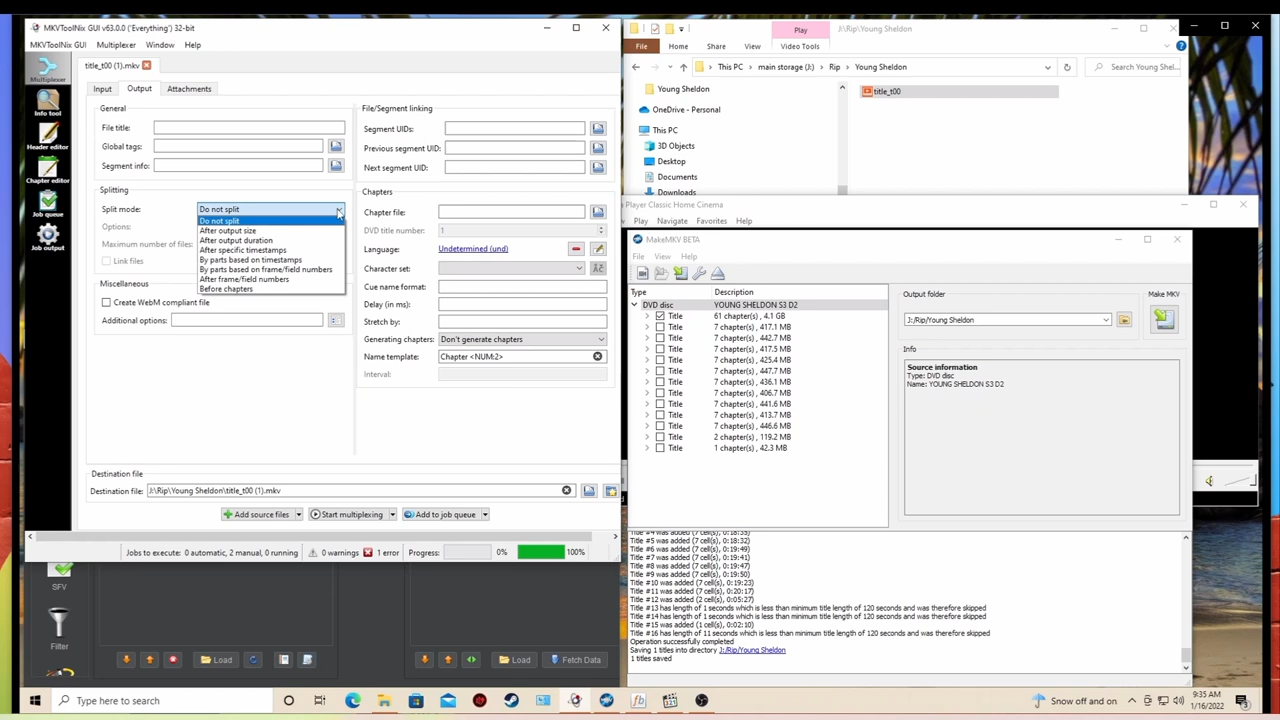 MKVToolNix GUI v63.0.0 ('Everything') 32-bit
MKVToolNix GUI Multiplexer Window Help
Multiplexer
Info tool
Header editor
Chapter editor
Job queue
Job output
title_t00 (1).mkv
Input Output Attachments
General
File title:
Global tags:
Segment info:
Splitting
Split mode: Do not split
Do not split
After output size
After output duration
After specific timestamps
By parts based on timestamps
By parts based on frame/field numbers
After frame/field numbers
Before chapters
Options:
Maximum number of files:
Link files
Miscellaneous
Create WebM compliant file
Additional options:
File/Segment linking
Segment UIDs:
Previous segment UID:
Next segment UID:
Chapters
Chapter file:
DVD title number: 1
Language: Undetermined (und)
Character set:
Cue name format:
Delay (in ms):
Stretch by:
Generating chapters: Don't generate chapters
Name template: Chapter <NUM:2>
Interval:
Destination file
Destination file: J:\Rip\Young Sheldon\title_t00 (1).mkv
Add source files Start multiplexing Add to job queue
Jobs to execute: 0 automatic, 2 manual, 0 running 0 warnings 1 error Progress: 0% 100%
SFV
Filter
Load Load Fetch Data
Play J:\Rip\Young Sheldon
File Home Share View Video Tools
This PC main storage (J:) Rip Young Sheldon Search Young Shel...
Young Sheldon
OneDrive - Personal
This PC
3D Objects
Desktop
Documents
Downloads
title_t00
a Player Classic Home Cinema
Play Navigate Favorites Help
MakeMKV BETA
File View Help
Type Description
DVD disc YOUNG SHELDON S3 D2
Title 61 chapter(s) , 4.1 GB
Title 7 chapter(s) , 417.1 MB
Title 7 chapter(s) , 442.7 MB
Title 7 chapter(s) , 417.5 MB
Title 7 chapter(s) , 425.4 MB
Title 7 chapter(s) , 447.7 MB
Title 7 chapter(s) , 436.1 MB
Title 7 chapter(s) , 406.7 MB
Title 7 chapter(s) , 441.6 MB
Title 7 chapter(s) , 413.7 MB
Title 7 chapter(s) , 446.6 MB
Title 2 chapter(s) , 119.2 MB
Title 1 chapter(s) , 42.3 MB
Output folder
J:/Rip/Young Sheldon
Make MKV
Info
Source information
Type: DVD disc
Name: YOUNG SHELDON S3 D2
Title #4 was added (7 cell(s), 0:18:55)
Title #5 was added (7 cell(s), 0:18:32)
Title #6 was added (7 cell(s), 0:19:49)
Title #7 was added (7 cell(s), 0:19:41)
Title #8 was added (7 cell(s), 0:19:47)
Title #9 was added (7 cell(s), 0:19:50)
Title #10 was added (7 cell(s), 0:19:23)
Title #11 was added (7 cell(s), 0:20:17)
Title #12 was added (2 cell(s), 0:05:27)
Title #13 has length of 1 seconds which is less than minimum title length of 120 seconds and was therefore skipped
Title #14 has length of 1 seconds which is less than minimum title length of 120 seconds and was therefore skipped
Title #15 was added (1 cell(s), 0:02:10)
Title #16 has length of 11 seconds which is less than minimum title length of 120 seconds and was therefore skipped
Operation successfully completed
Saving 1 titles into directory J:/Rip/Young Sheldon
1 titles saved
Type here to search
Snow off and on
9:35 AM
1/16/2022